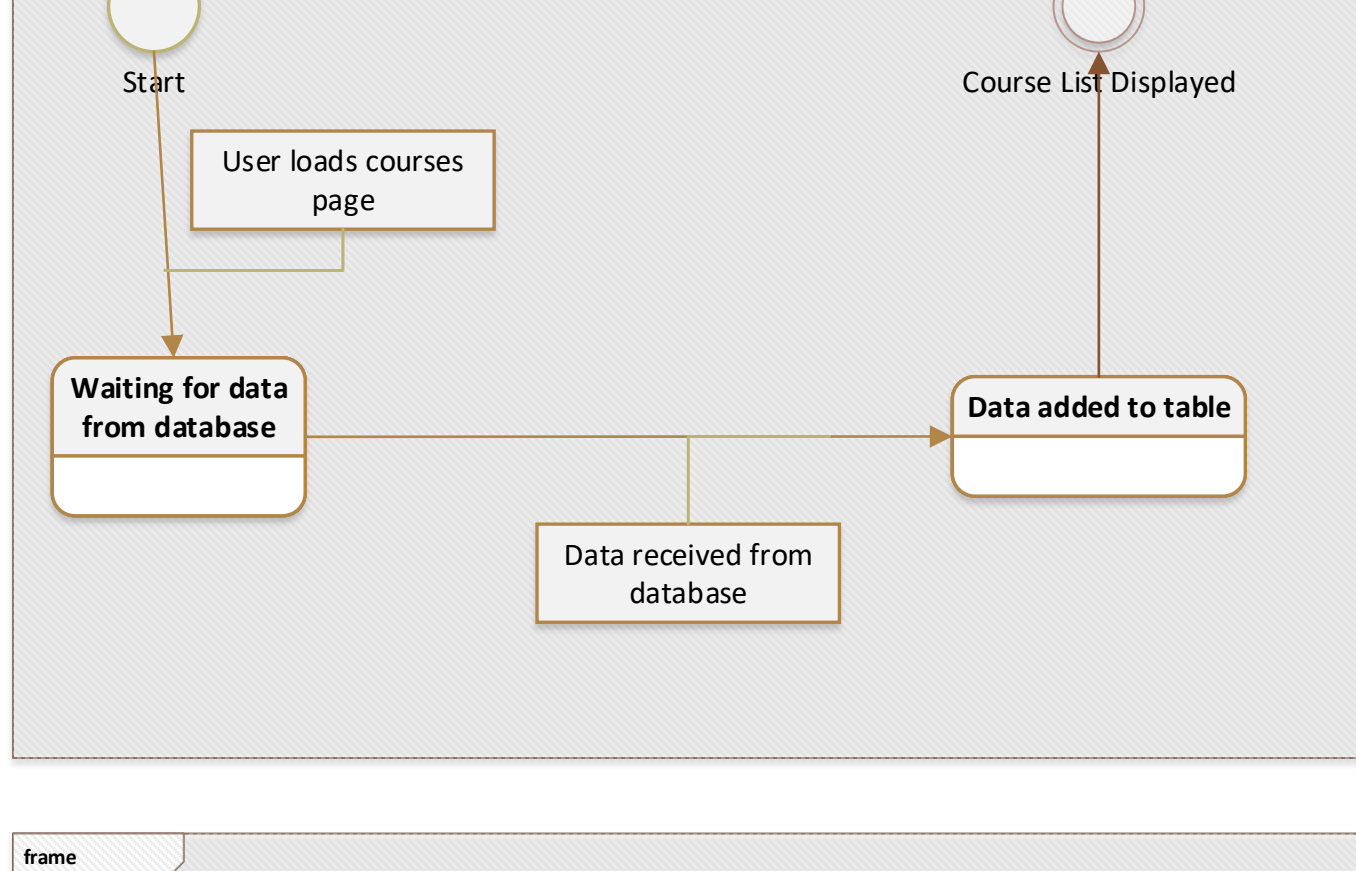 Start
Course List Displayed
User loads courses
page
Waiting for data
from database
Data added to table
Data received from
database
frame